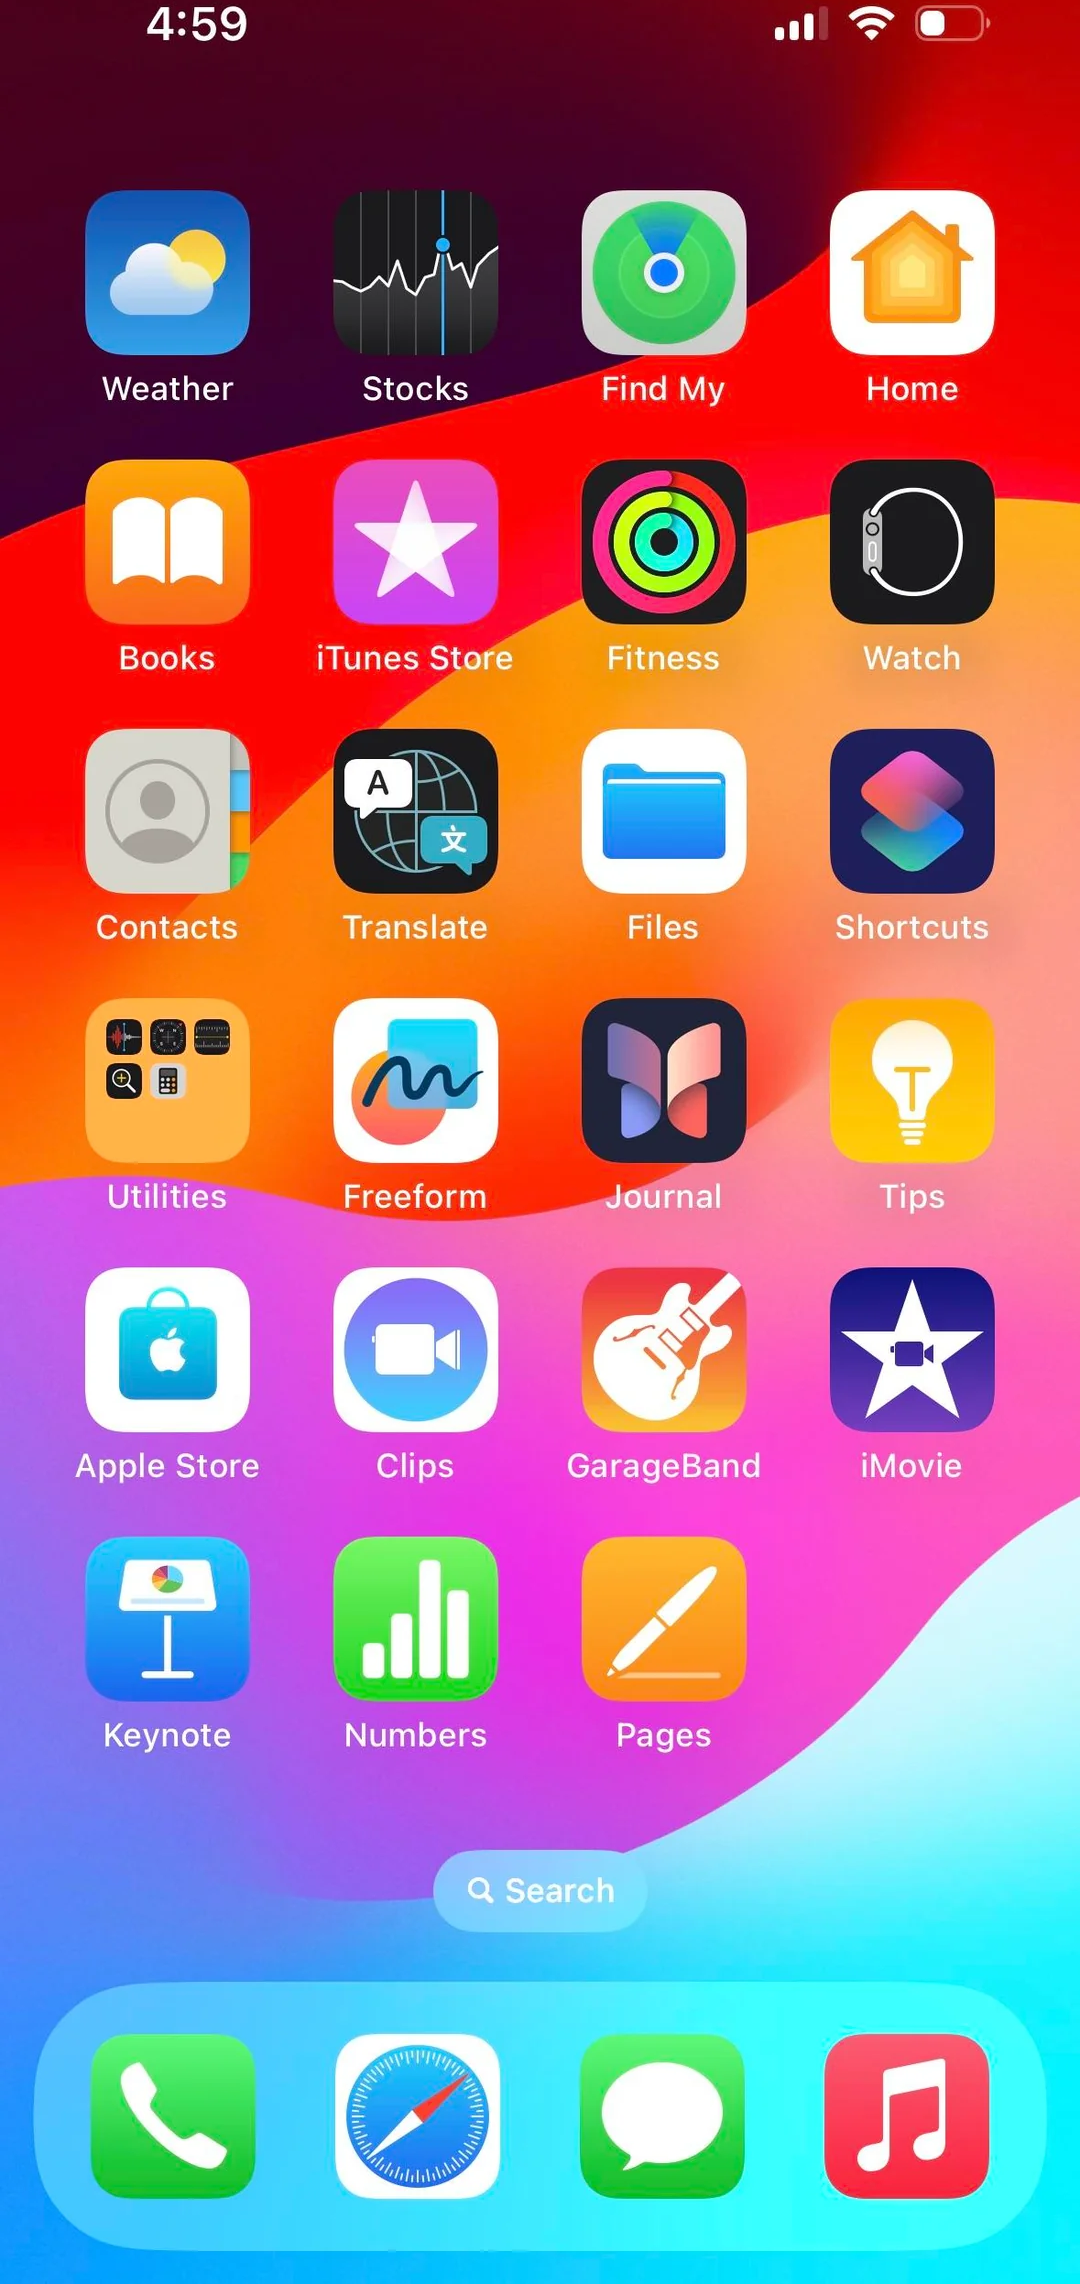 4:59
Weather Stocks Find My Home
Books iTunes Store Fitness Watch
A
文
Contacts Translate Files Shortcuts
Utilities Freeform Journal Tips
Apple Store Clips GarageBand iMovie
Keynote Numbers Pages
Search